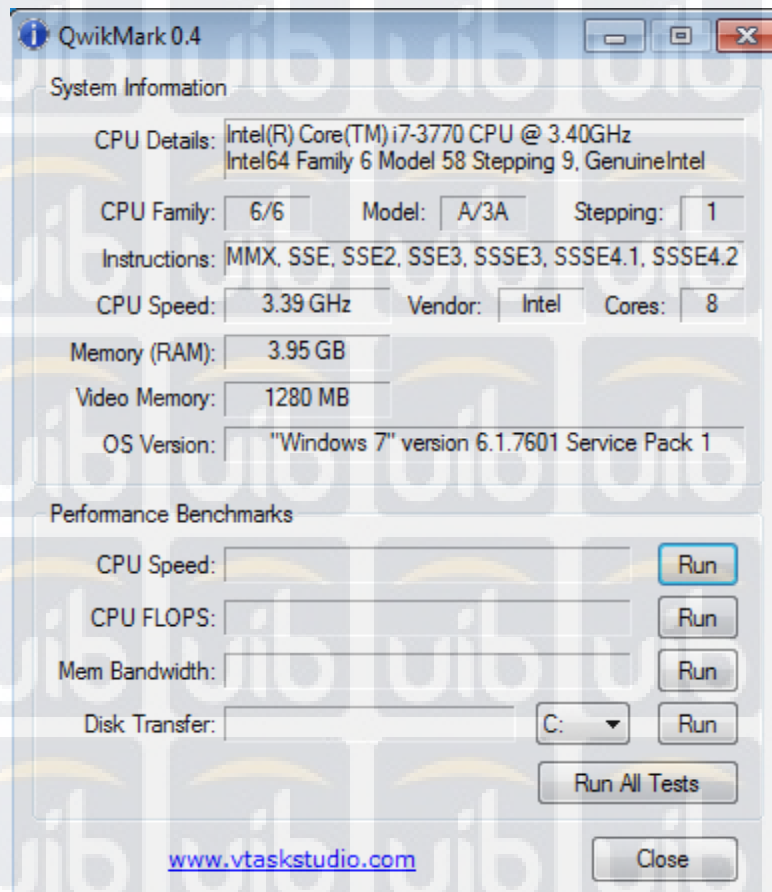 QwikMark 0.4
System Information
CPU Details: Intel(R) Core(TM) i7-3770 CPU @ 3.40GHz
Intel64 Family 6 Model 58 Stepping 9, GenuineIntel
CPU Family: 6/6 Model: A/3A Stepping: 1
Instructions: MMX, SSE, SSE2, SSE3, SSSE3, SSSE4.1, SSSE4.2
CPU Speed: 3.39 GHz Vendor: Intel Cores: 8
Memory (RAM): 3.95 GB
Video Memory: 1280 MB
OS Version: "Windows 7" version 6.1.7601 Service Pack 1
Performance Benchmarks
CPU Speed: Run
CPU FLOPS: Run
Mem Bandwidth: Run
Disk Transfer: C: Run
Run All Tests
www.vtaskstudio.com Close